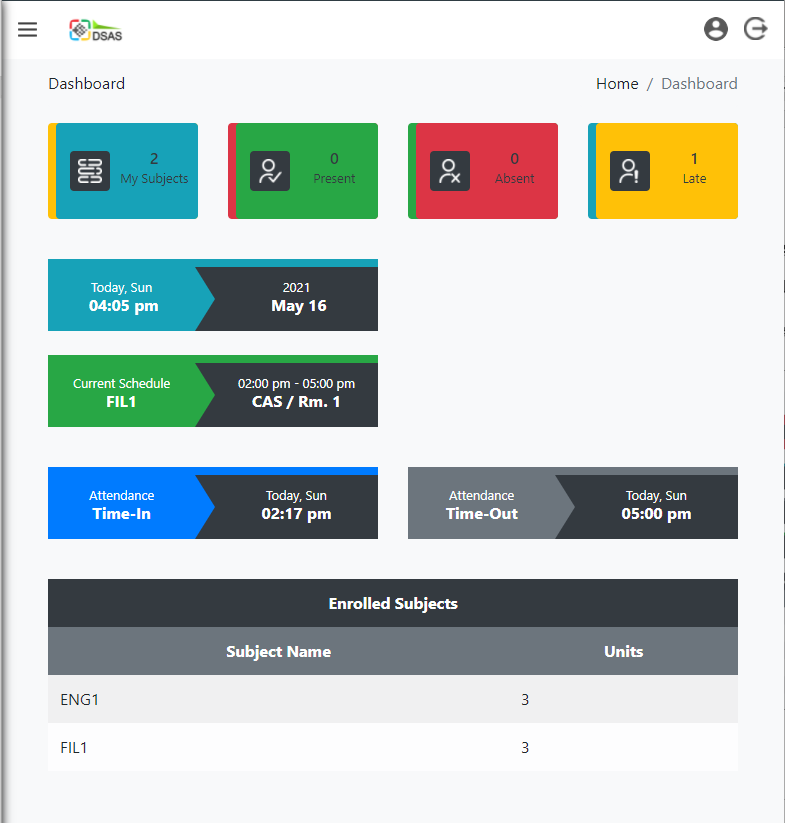 DSAS
Dashboard
Home / Dashboard
2
My Subjects
0
Present
0
Absent
1
Late
Today, Sun
04:05 pm
2021
May 16
Current Schedule
FIL1
02:00 pm - 05:00 pm
CAS / Rm. 1
Attendance
Time-In
Today, Sun
02:17 pm
Attendance
Time-Out
Today, Sun
05:00 pm
Enrolled Subjects
Subject Name Units
ENG1 3
FIL1 3